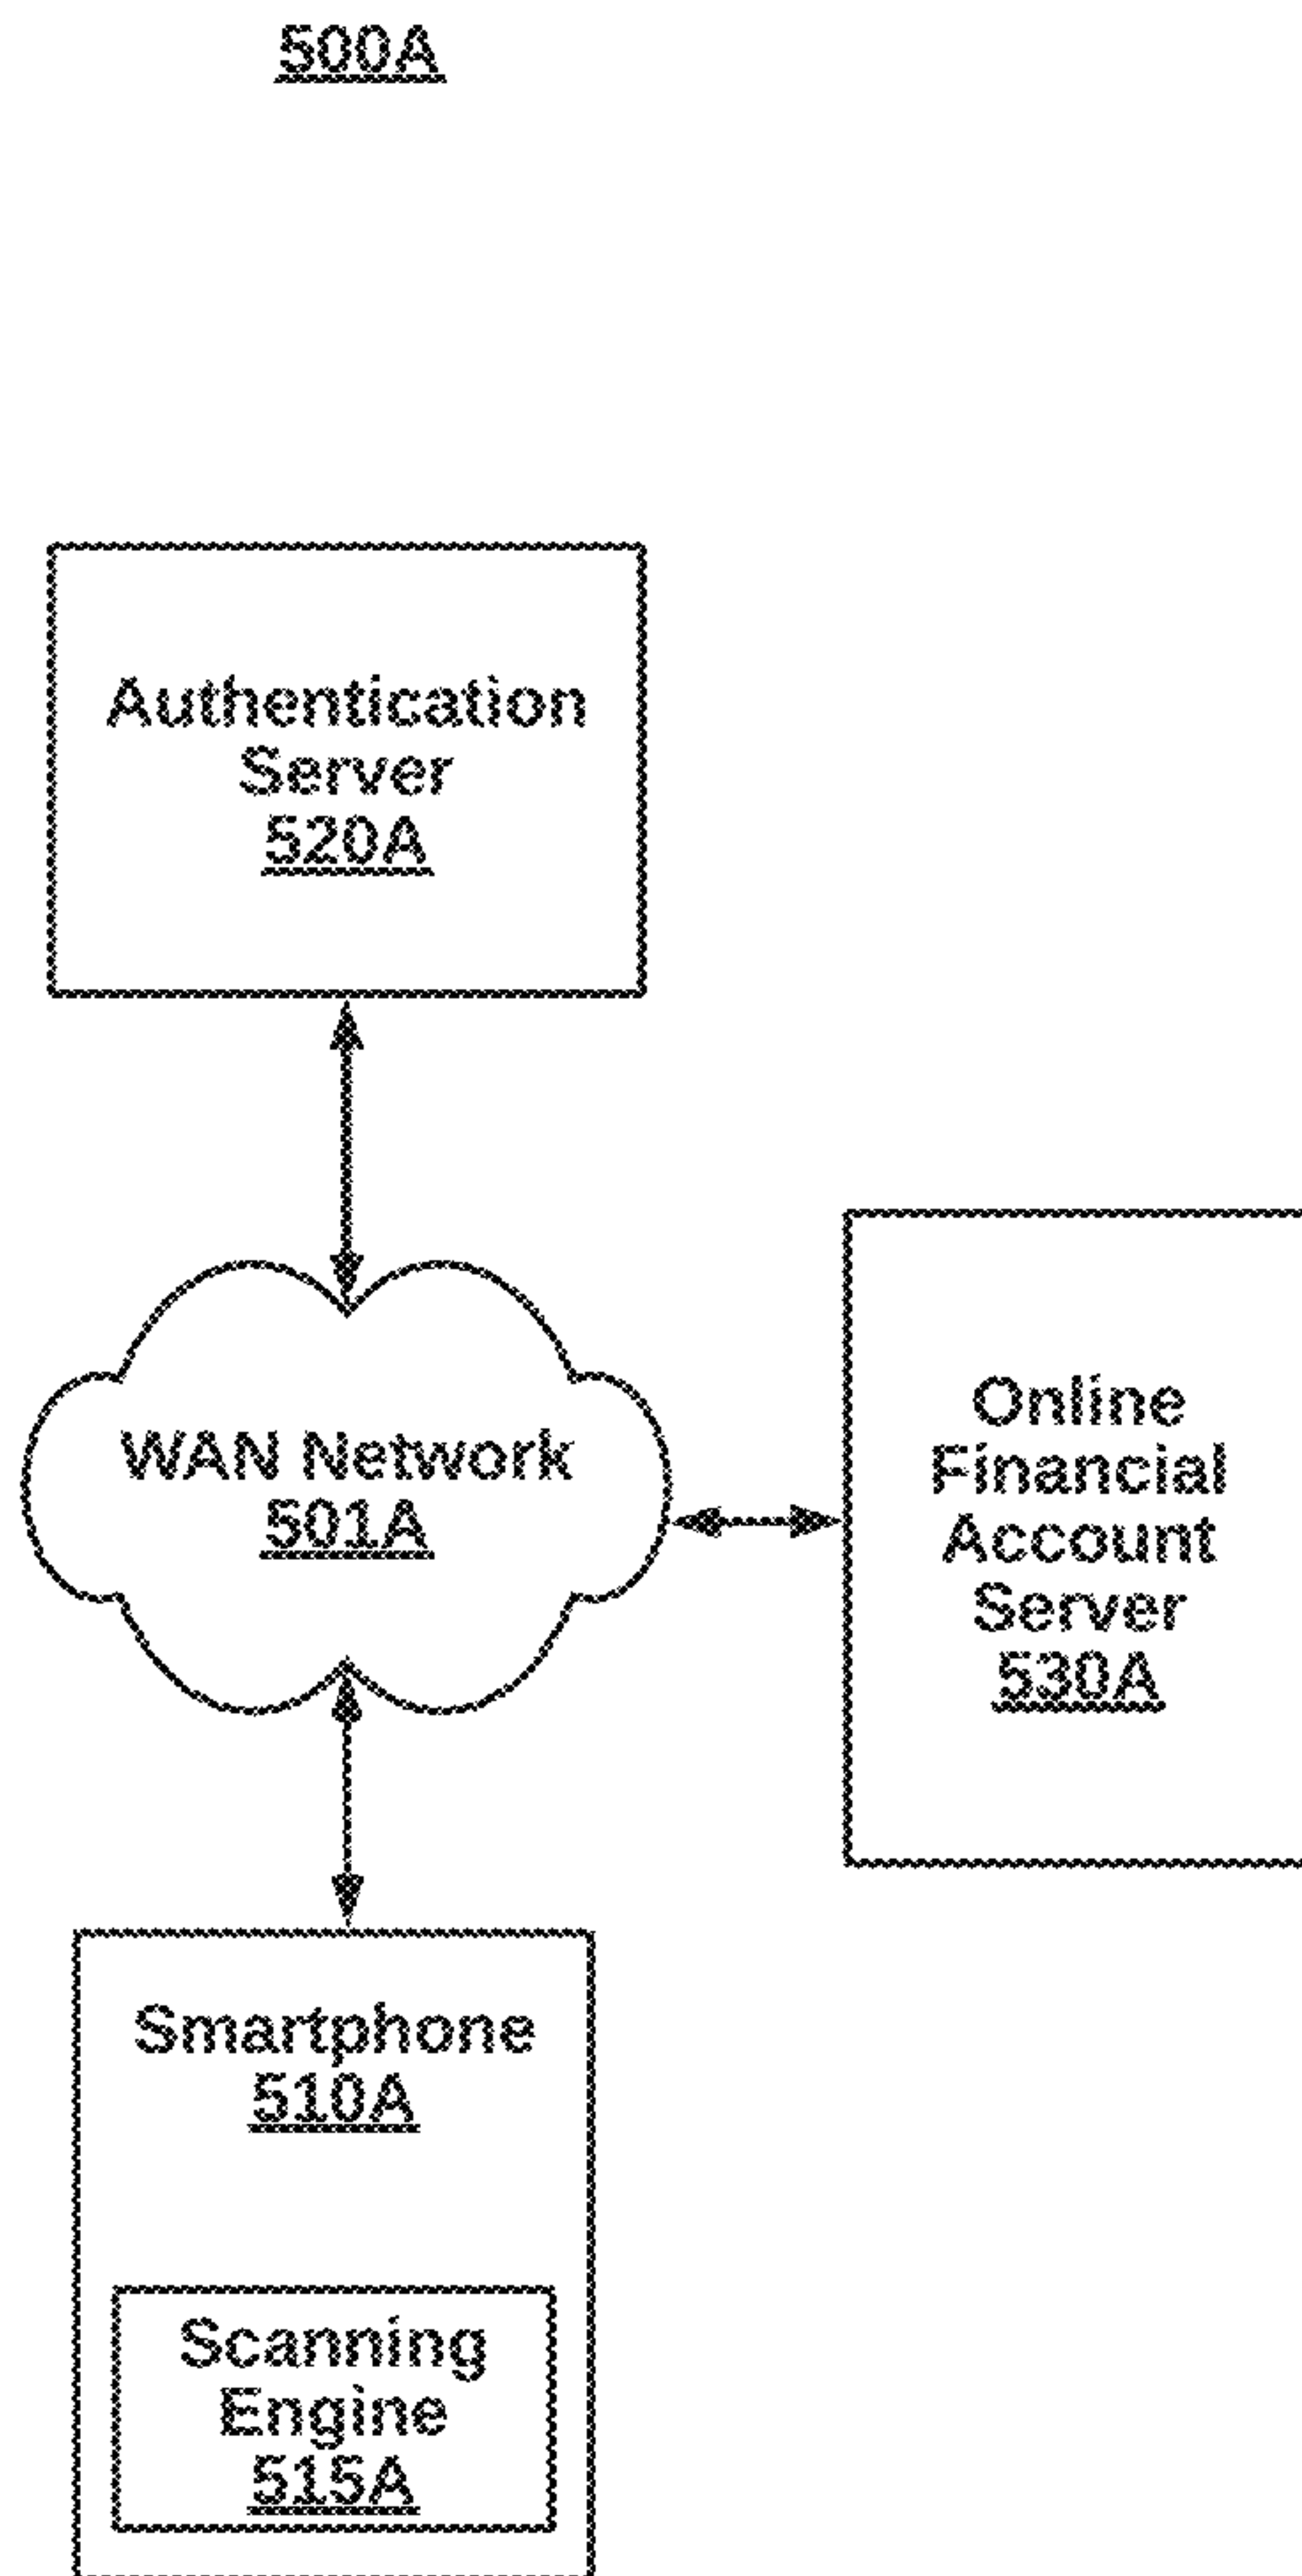 500A
Authentication
Server
520A
WAN Network
501A
Online
Financial
Account
Server
530A
Smartphone
510A
Scanning
Engine
515A